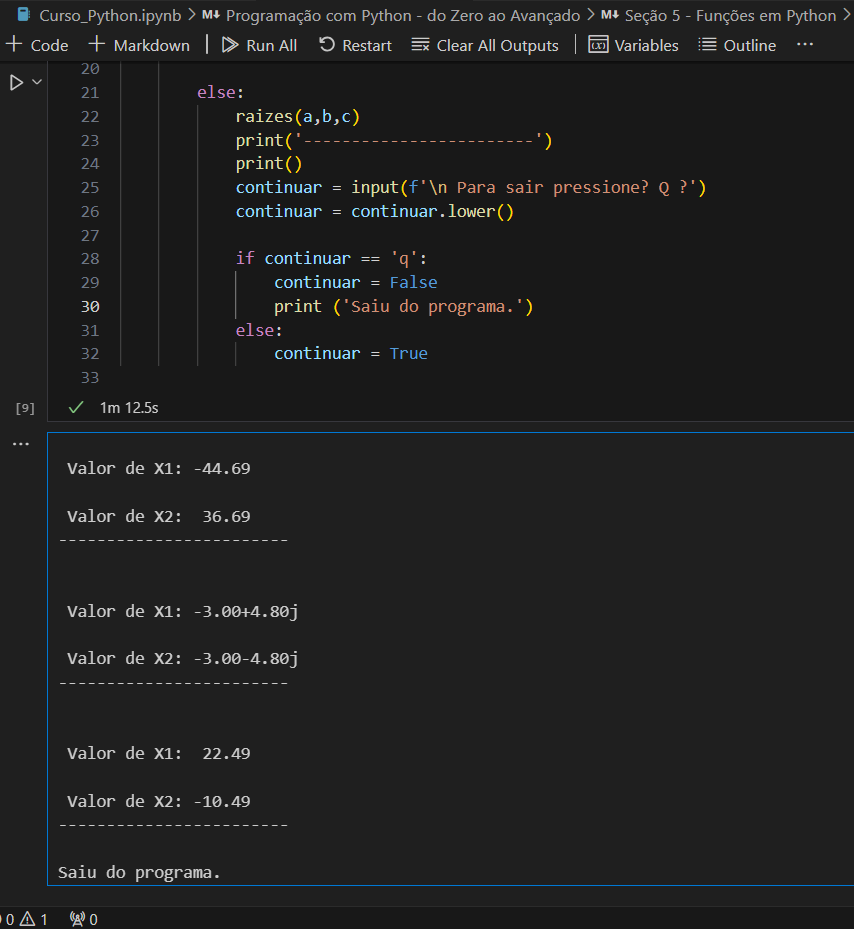 Curso_Python.ipynb > M↓ Programação com Python - do Zero ao Avançado > M↓ Seção 5 - Funções em Python >
+ Code + Markdown | Run All Restart Clear All Outputs | Variables Outline ...
20
21 else:
22 raizes(a,b,c)
23 print('------------------------')
24 print()
25 continuar = input(f'\n Para sair pressione? Q ?')
26 continuar = continuar.lower()
27
28 if continuar == 'q':
29 continuar = False
30 print ('Saiu do programa.')
31 else:
32 continuar = True
33
[9] ✓ 1m 12.5s
...
Valor de X1: -44.69
Valor de X2:  36.69
------------------------
Valor de X1: -3.00+4.80j
Valor de X2: -3.00-4.80j
------------------------
Valor de X1:  22.49
Valor de X2: -10.49
------------------------
Saiu do programa.
0 1 0